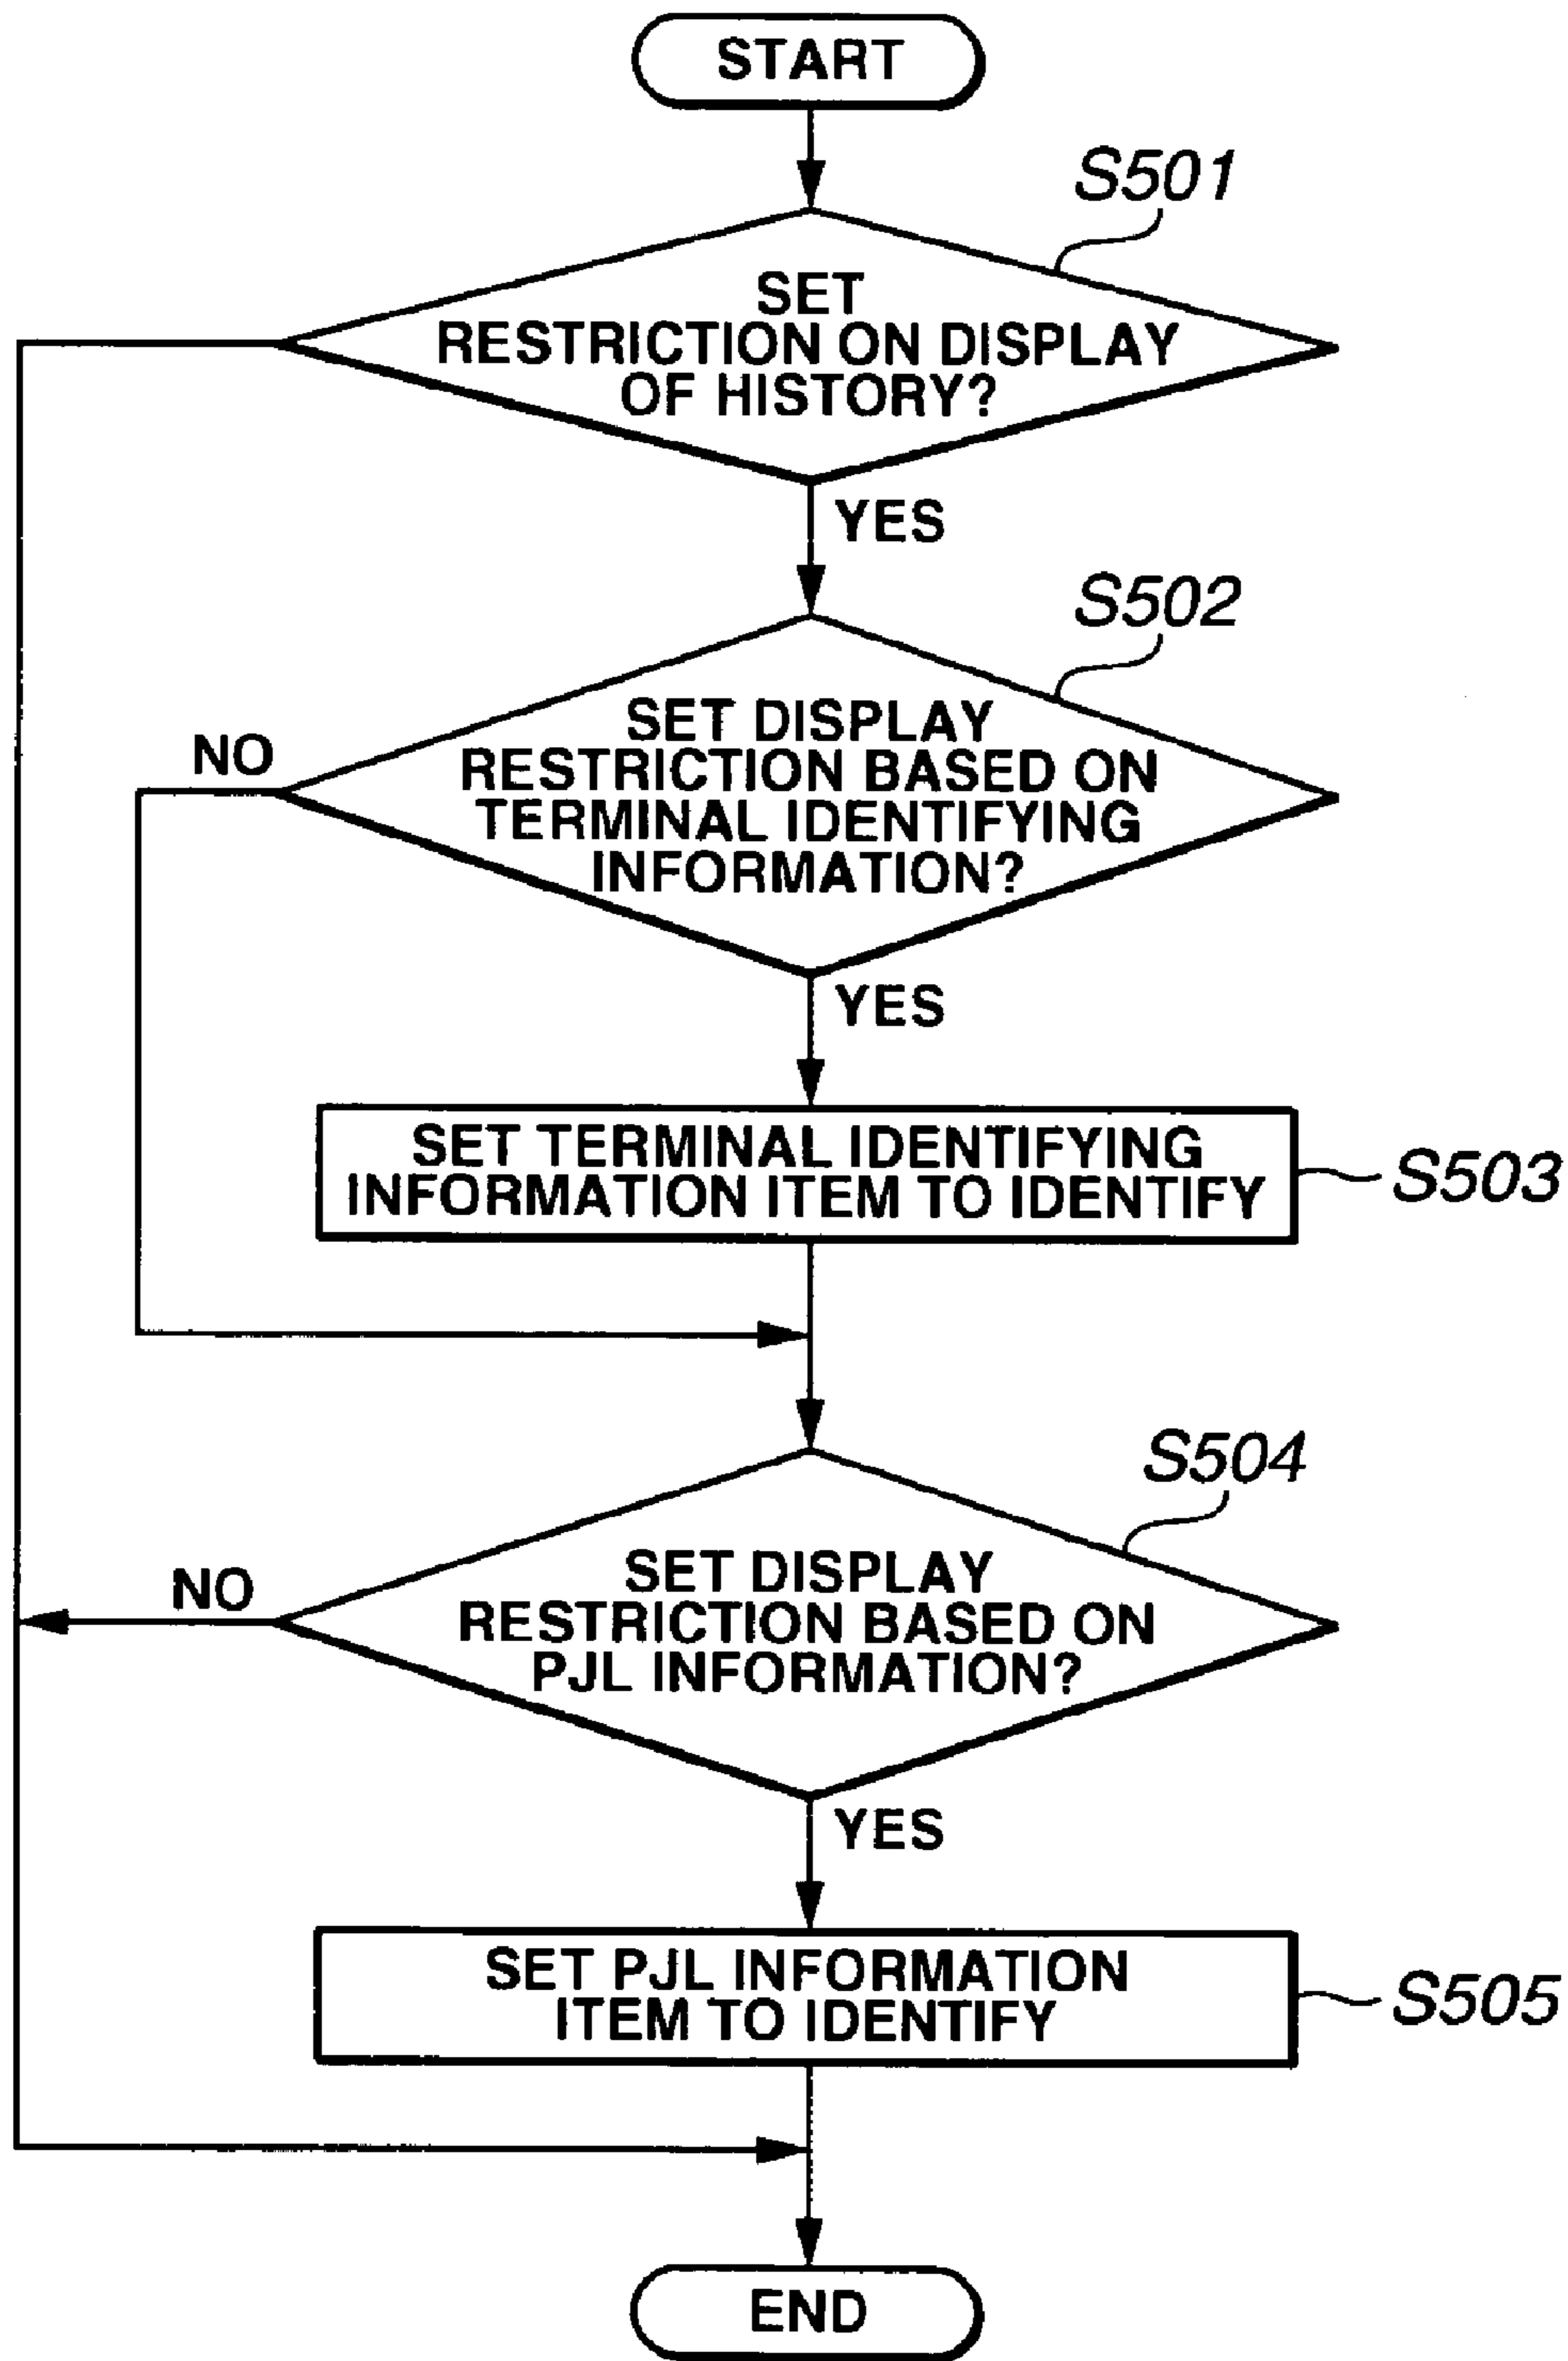 START
S501
SET
RESTRICTION ON DISPLAY
OF HISTORY?
YES
S502
SET DISPLAY
RESTRICTION BASED ON
TERMINAL IDENTIFYING
INFORMATION?
NO
YES
SET TERMINAL IDENTIFYING
INFORMATION ITEM TO IDENTIFY
S503
S504
SET DISPLAY
RESTRICTION BASED ON
PJL INFORMATION?
NO
YES
SET PJL INFORMATION
ITEM TO IDENTIFY
S505
END